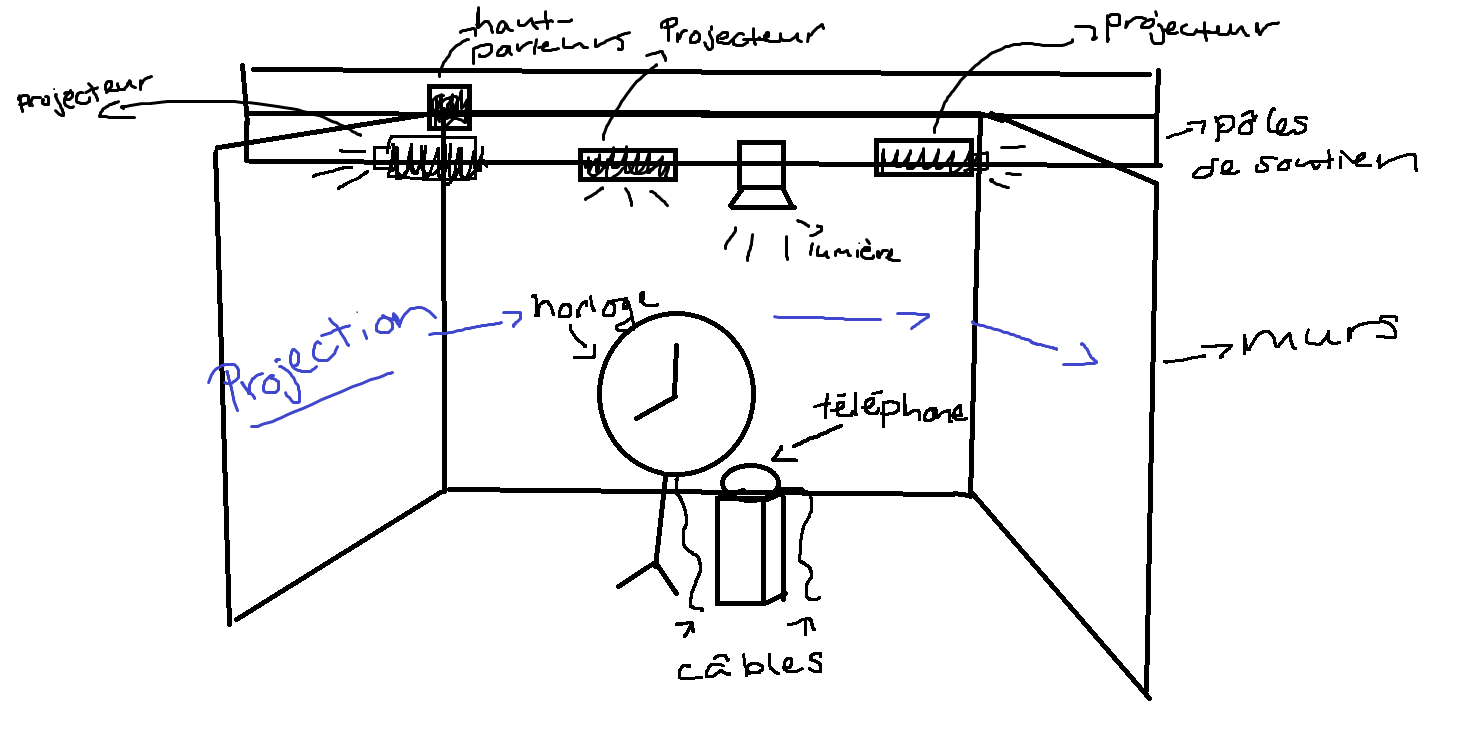 haut-
parleurs
Projecteur
projecteur
projecteur
pôles
de soutien
lumière
horloge
Projection
murs
téléphone
câbles